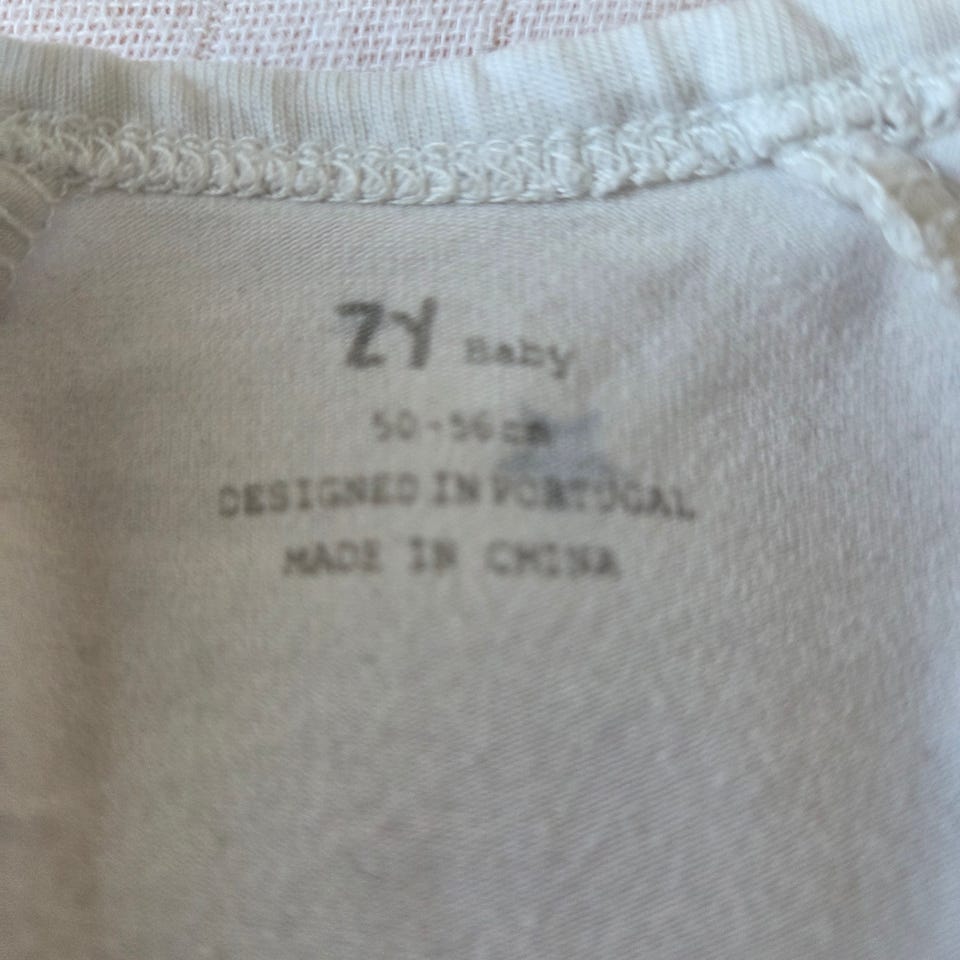 ZY Baby
50-56cm
DESIGNED IN PORTUGAL
MADE IN CHINA